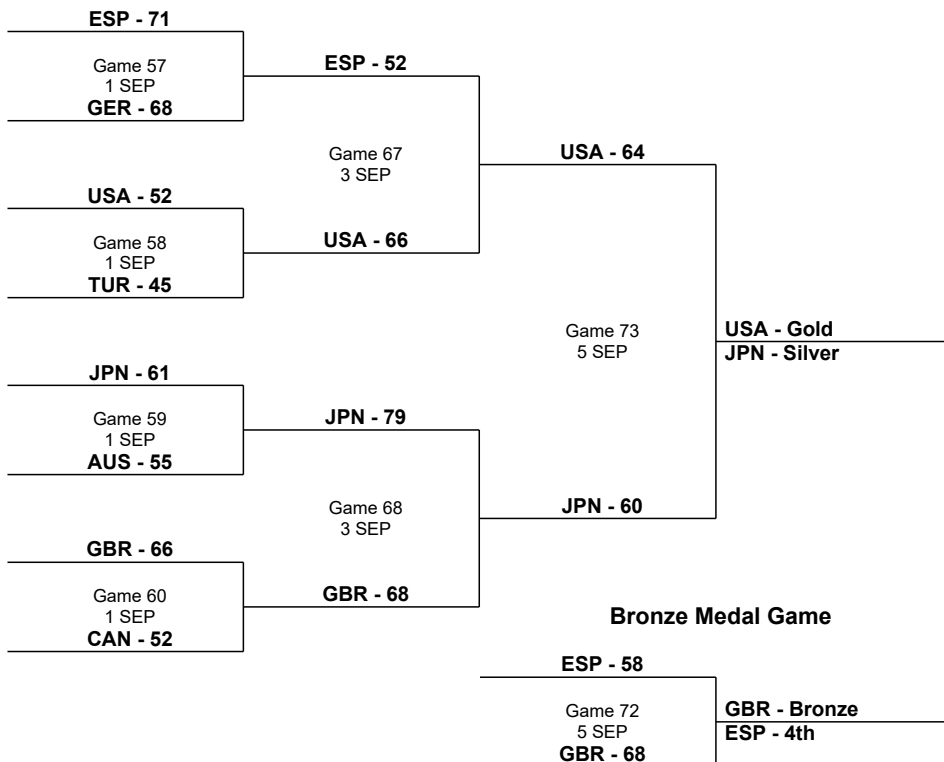 ESP - 71
Game 57
1 SEP
GER - 68
USA - 52
Game 58
1 SEP
TUR - 45
JPN - 61
Game 59
1 SEP
AUS - 55
GBR - 66
Game 60
1 SEP
CAN - 52
ESP - 52
Game 67
3 SEP
USA - 66
JPN - 79
Game 68
3 SEP
GBR - 68
USA - 64
Game 73
5 SEP
JPN - 60
USA - Gold
JPN - Silver
Bronze Medal Game
ESP - 58
Game 72
5 SEP
GBR - 68
GBR - Bronze
ESP - 4th